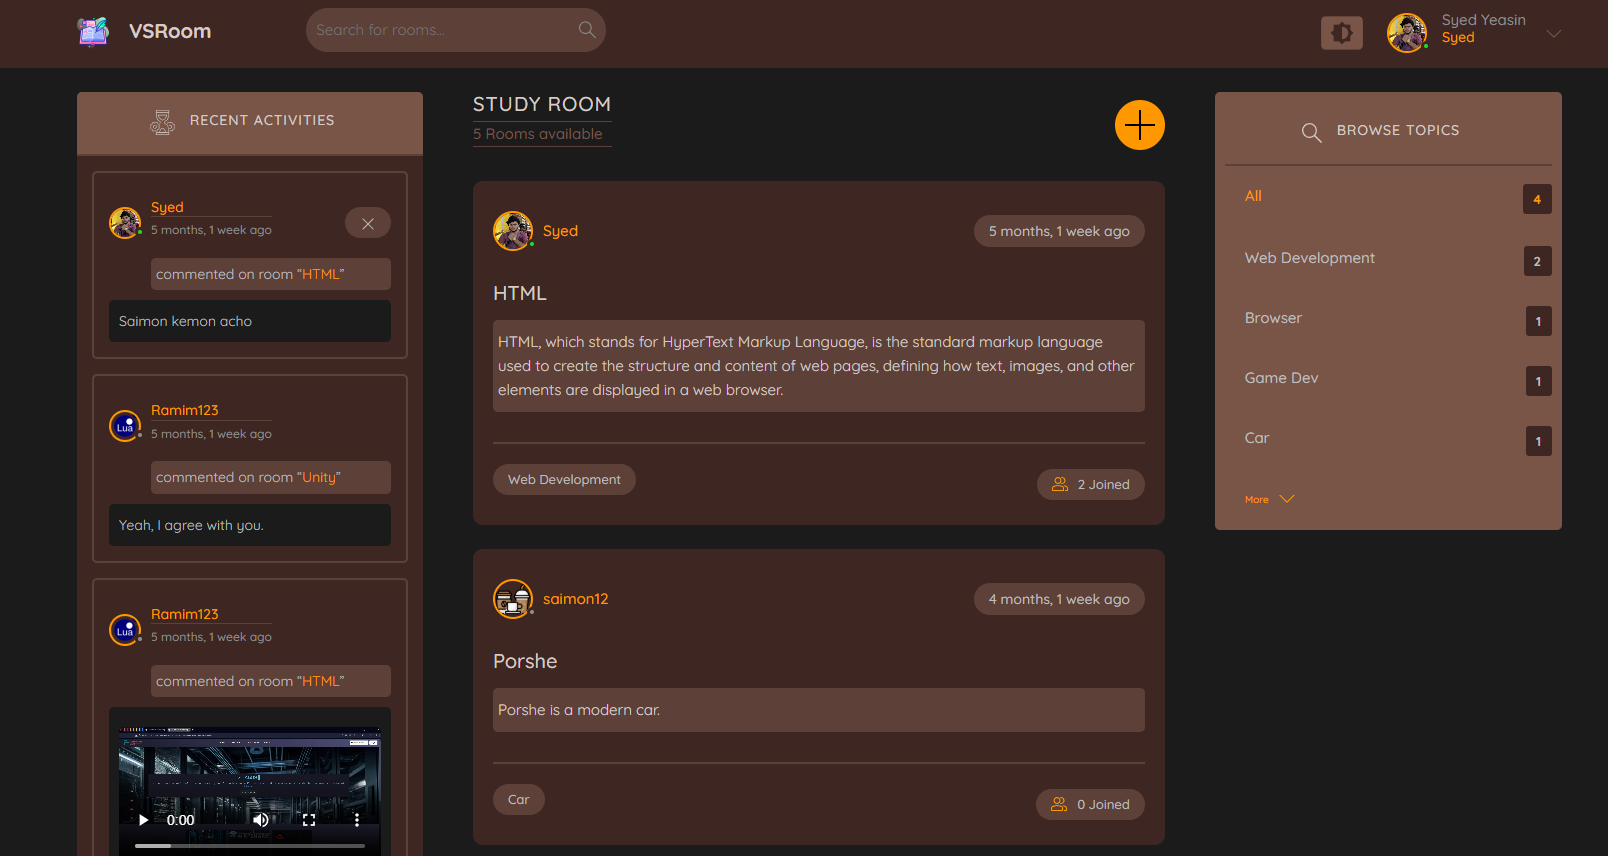 VSRoom
Search for rooms...
Syed Yeasin
Syed
RECENT ACTIVITIES
Syed
5 months, 1 week ago
commented on room “HTML”
Saimon kemon acho
Lua
Ramim123
5 months, 1 week ago
commented on room “Unity”
Yeah, I agree with you.
Lua
Ramim123
5 months, 1 week ago
commented on room “HTML”
0:00
STUDY ROOM
5 Rooms available
Syed
5 months, 1 week ago
HTML
HTML, which stands for HyperText Markup Language, is the standard markup language
used to create the structure and content of web pages, defining how text, images, and other
elements are displayed in a web browser.
Web Development
2 Joined
saimon12
4 months, 1 week ago
Porshe
Porshe is a modern car.
Car
0 Joined
BROWSE TOPICS
All 4
Web Development 2
Browser 1
Game Dev 1
Car 1
More